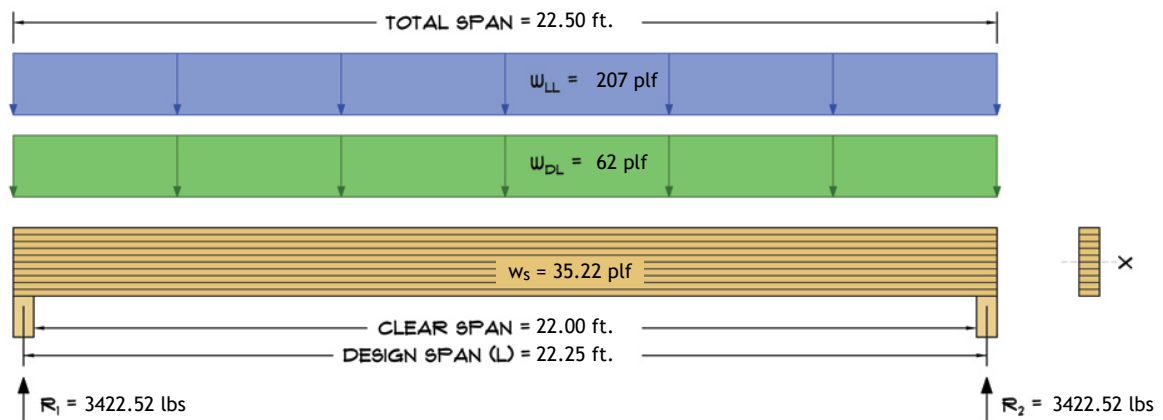 TOTAL SPAN = 22.50 ft.
WLL = 207 plf
WDL = 62 plf
ws = 35.22 plf
X
CLEAR SPAN = 22.00 ft.
DESIGN SPAN (L) = 22.25 ft.
R1 = 3422.52 lbs
R2 = 3422.52 lbs